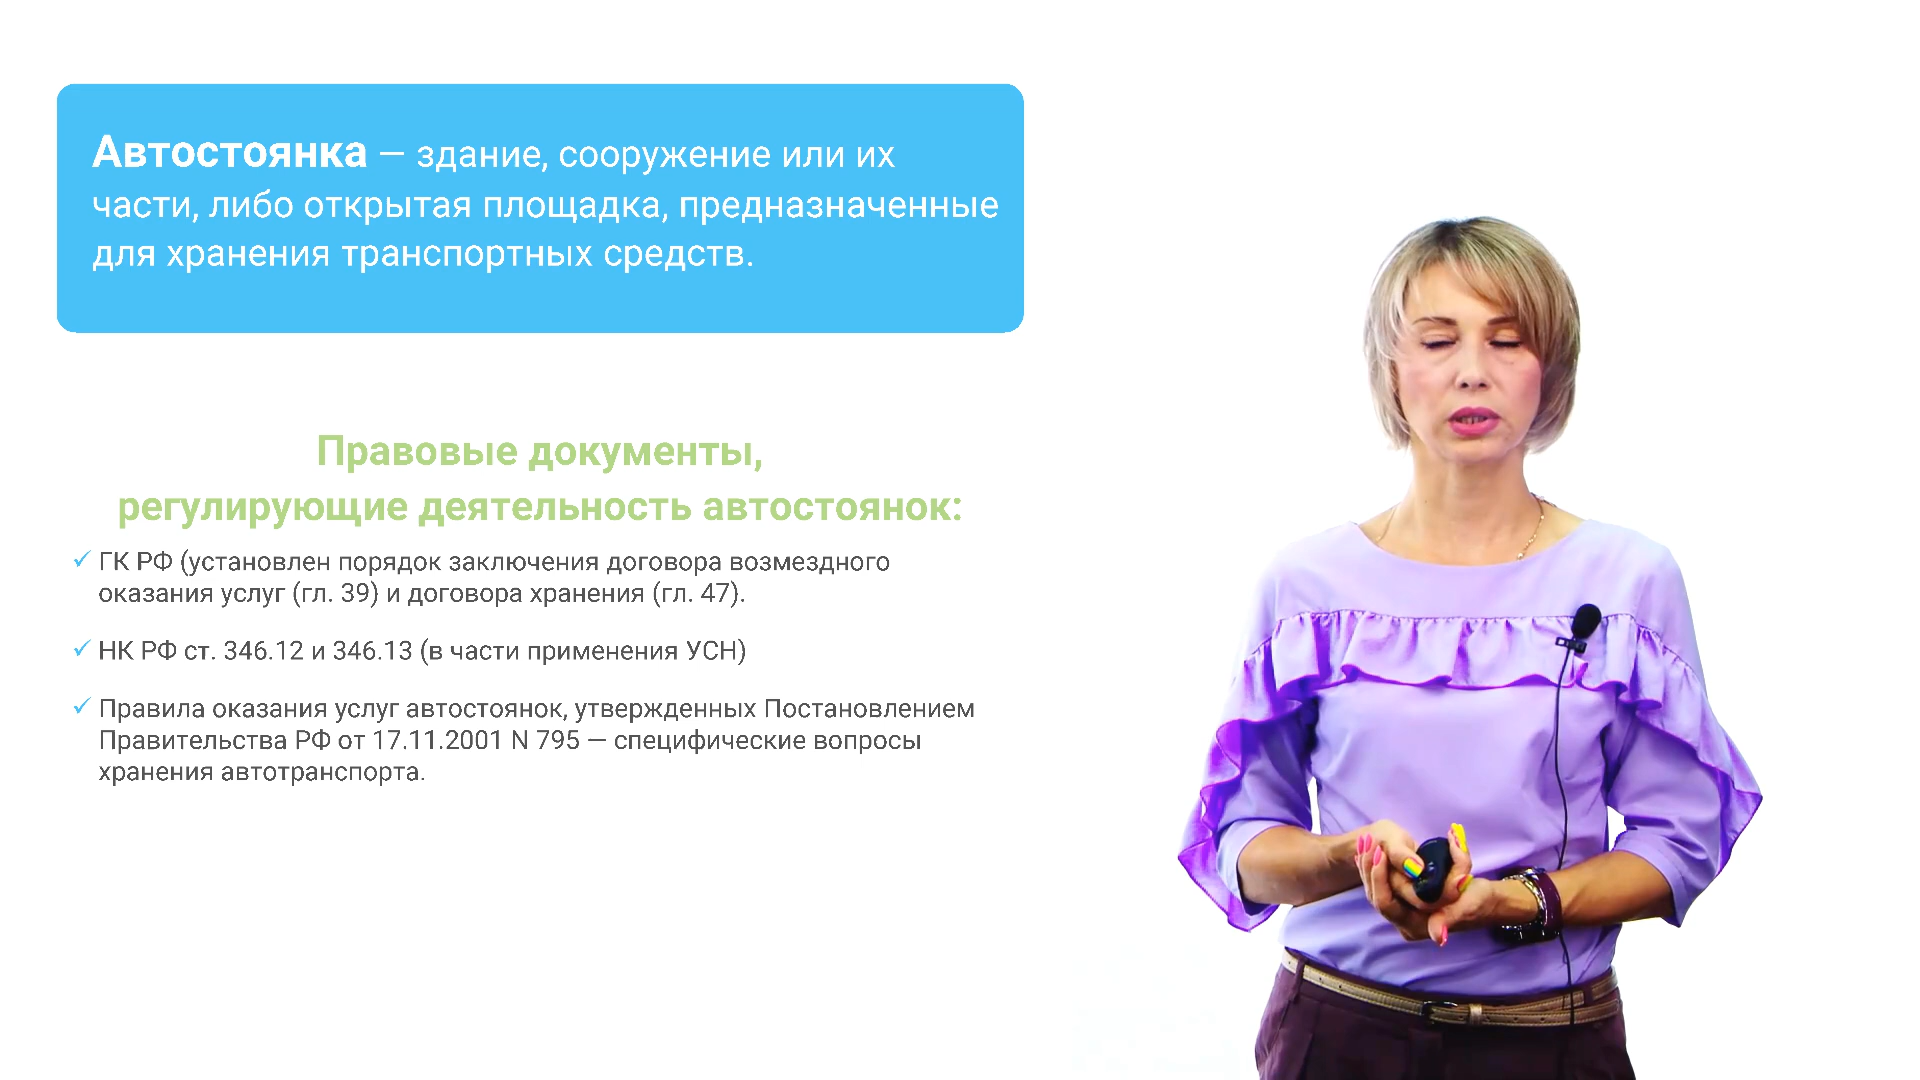 Автостоянка — здание, сооружение или их
части, либо открытая площадка, предназначенные
для хранения транспортных средств.
Правовые документы,
регулирующие деятельность автостоянок:
✓ ГК РФ (установлен порядок заключения договора возмездного
оказания услуг (гл. 39) и договора хранения (гл. 47).
✓ НК РФ ст. 346.12 и 346.13 (в части применения УСН)
✓ Правила оказания услуг автостоянок, утвержденных Постановлением
Правительства РФ от 17.11.2001 N 795 — специфические вопросы
хранения автотранспорта.